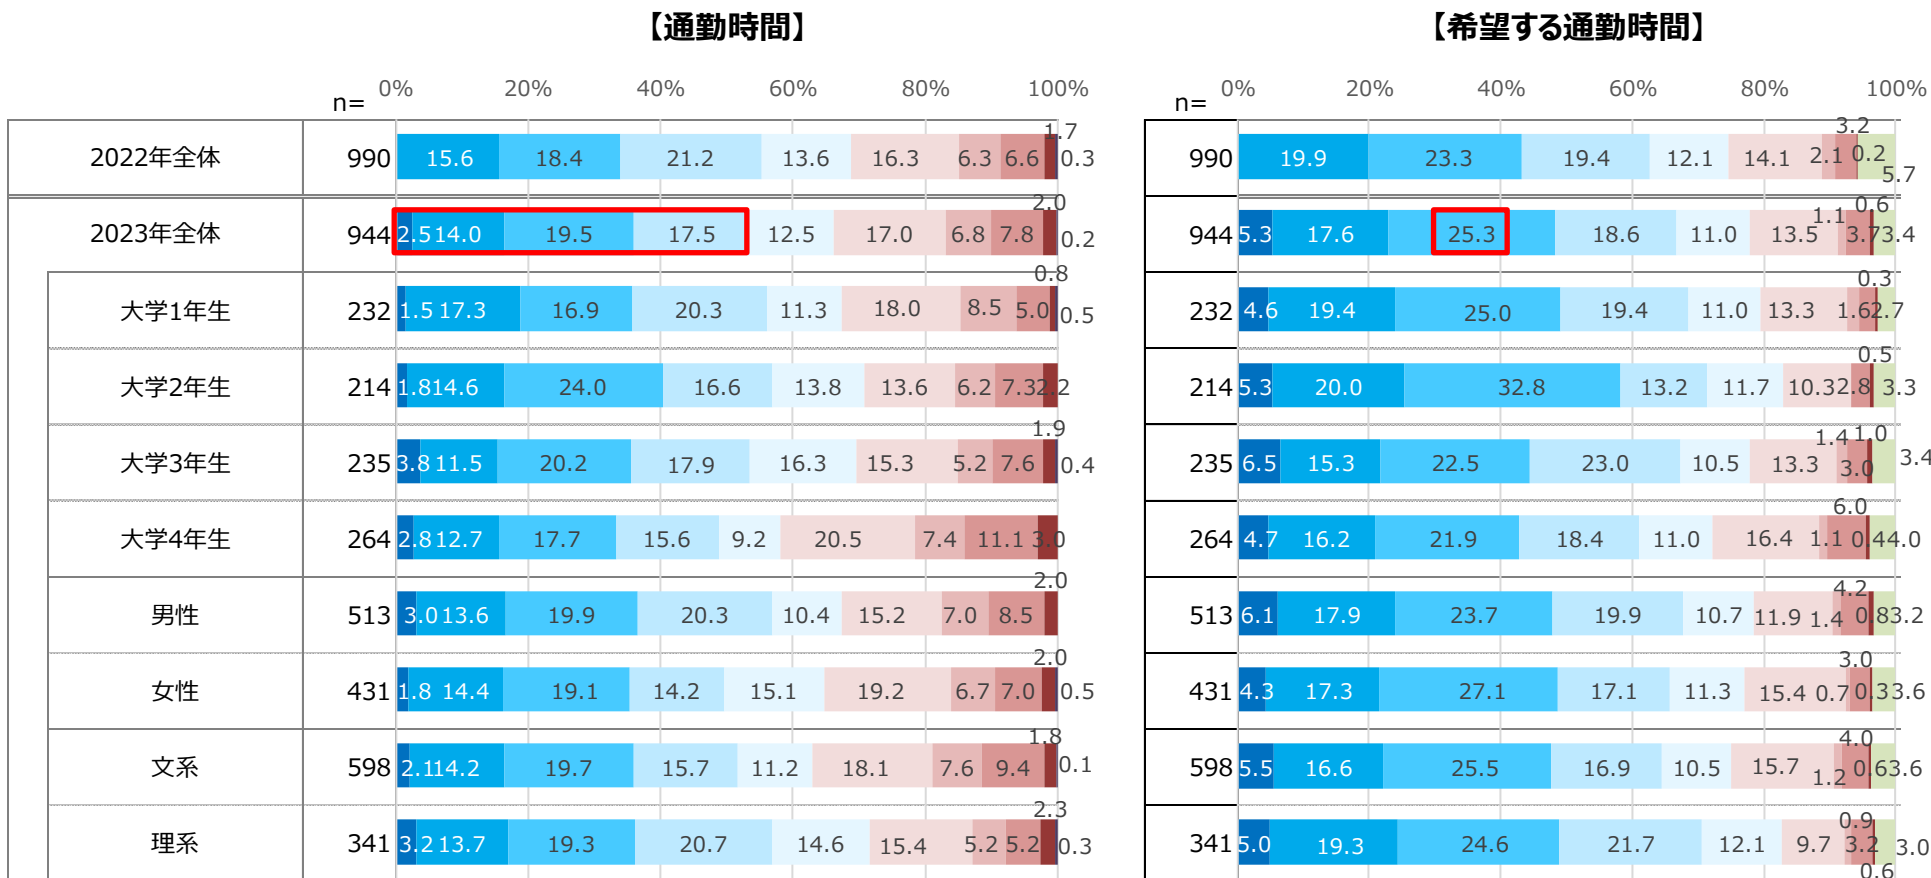 【通勤時間】 【希望する通勤時間】
n= 0% 20% 40% 60% 80% 100% n= 0% 20% 40% 60% 80% 100%
2022年全体 990 15.6 18.4 21.2 13.6 16.3 6.3 6.6 1.7 0.3 990 19.9 23.3 19.4 12.1 14.1 2.1 3.2 0.2 5.7
2023年全体 944 2.5 14.0 19.5 17.5 12.5 17.0 6.8 7.8 2.0 0.2 944 5.3 17.6 25.3 18.6 11.0 13.5 1.1 3.7 0.6 3.4
大学1年生 232 1.5 17.3 16.9 20.3 11.3 18.0 8.5 5.0 0.8 0.5 232 4.6 19.4 25.0 19.4 11.0 13.3 1.6 2.7 0.3
大学2年生 214 1.8 14.6 24.0 16.6 13.8 13.6 6.2 7.3 2.2 214 5.3 20.0 32.8 13.2 11.7 10.3 2.8 0.5 3.3
大学3年生 235 3.8 11.5 20.2 17.9 16.3 15.3 5.2 7.6 1.9 0.4 235 6.5 15.3 22.5 23.0 10.5 13.3 1.4 3.0 1.0 3.4
大学4年生 264 2.8 12.7 17.7 15.6 9.2 20.5 7.4 11.1 3.0 264 4.7 16.2 21.9 18.4 11.0 16.4 1.1 6.0 0.4 4.0
男性 513 3.0 13.6 19.9 20.3 10.4 15.2 7.0 8.5 2.0 513 6.1 17.9 23.7 19.9 10.7 11.9 1.4 4.2 0.8 3.2
女性 431 1.8 14.4 19.1 14.2 15.1 19.2 6.7 7.0 2.0 0.5 431 4.3 17.3 27.1 17.1 11.3 15.4 0.7 3.0 0.3 3.6
文系 598 2.1 14.2 19.7 15.7 11.2 18.1 7.6 9.4 1.8 0.1 598 5.5 16.6 25.5 16.9 10.5 15.7 1.2 4.0 0.6 3.6
理系 341 3.2 13.7 19.3 20.7 14.6 15.4 5.2 5.2 2.3 0.3 341 5.0 19.3 24.6 21.7 12.1 9.7 0.9 3.2 0.6 3.0